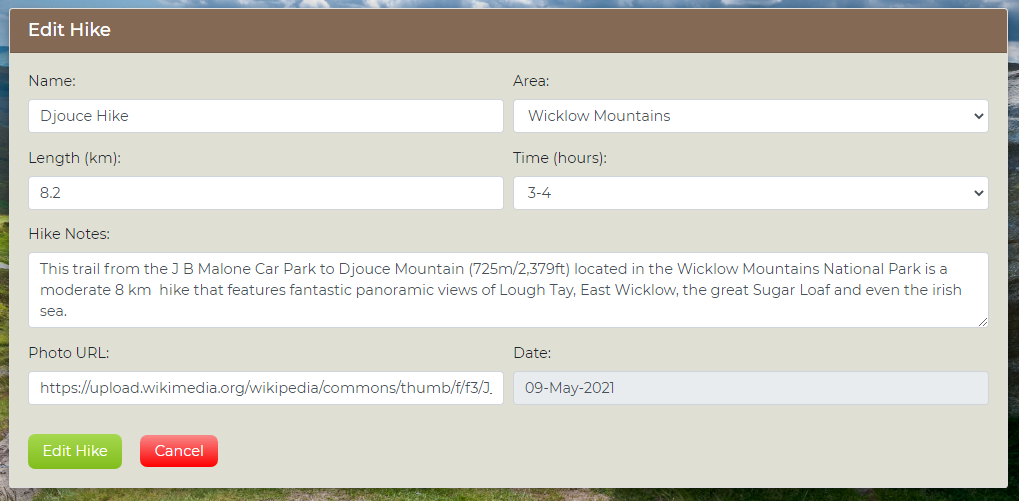 Edit Hike
Name:
Area:
Djouce Hike
Wicklow Mountains
Length (km):
Time (hours):
8.2
3-4
Hike Notes:
This trail from the J B Malone Car Park to Djouce Mountain (725m/2,379ft) located in the Wicklow Mountains National Park is a
moderate 8 km  hike that features fantastic panoramic views of Lough Tay, East Wicklow, the great Sugar Loaf and even the irish
sea.
Photo URL:
Date:
https://upload.wikimedia.org/wikipedia/commons/thumb/f/f3/J_
09-May-2021
Edit Hike
Cancel